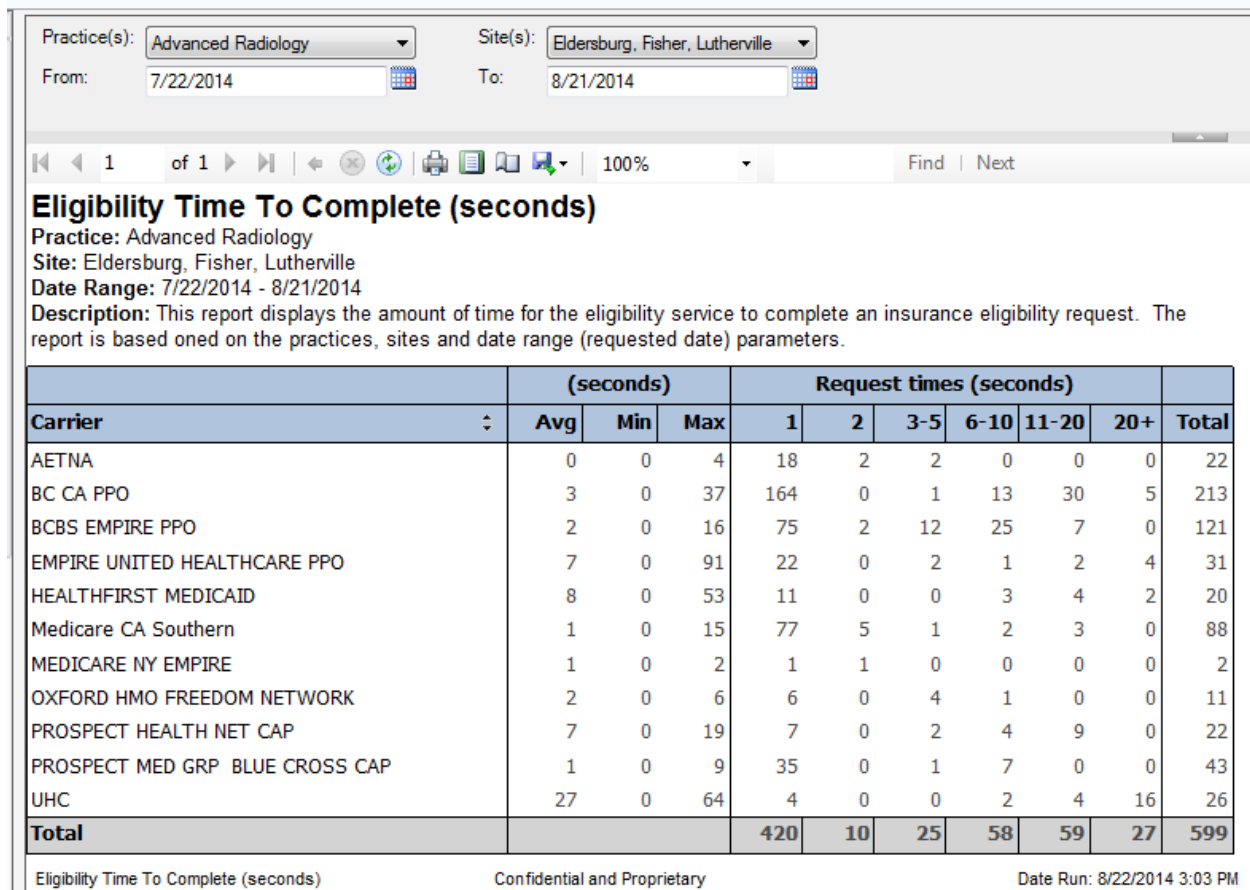 Practice(s): Advanced Radiology Site(s): Eldersburg, Fisher, Lutherville
From: 7/22/2014 To: 8/21/2014
1 of 1 100% Find | Next
Eligibility Time To Complete (seconds)
Practice: Advanced Radiology
Site: Eldersburg, Fisher, Lutherville
Date Range: 7/22/2014 - 8/21/2014
Description: This report displays the amount of time for the eligibility service to complete an insurance eligibility request. The
report is based oned on the practices, sites and date range (requested date) parameters.
(seconds) Request times (seconds)
Carrier Avg Min Max 1 2 3-5 6-10 11-20 20+ Total
AETNA 0 0 4 18 2 2 0 0 0 22
BC CA PPO 3 0 37 164 0 1 13 30 5 213
BCBS EMPIRE PPO 2 0 16 75 2 12 25 7 0 121
EMPIRE UNITED HEALTHCARE PPO 7 0 91 22 0 2 1 2 4 31
HEALTHFIRST MEDICAID 8 0 53 11 0 0 3 4 2 20
Medicare CA Southern 1 0 15 77 5 1 2 3 0 88
MEDICARE NY EMPIRE 1 0 2 1 1 0 0 0 0 2
OXFORD HMO FREEDOM NETWORK 2 0 6 6 0 4 1 0 0 11
PROSPECT HEALTH NET CAP 7 0 19 7 0 2 4 9 0 22
PROSPECT MED GRP BLUE CROSS CAP 1 0 9 35 0 1 7 0 0 43
UHC 27 0 64 4 0 0 2 4 16 26
Total 420 10 25 58 59 27 599
Eligibility Time To Complete (seconds) Confidential and Proprietary Date Run: 8/22/2014 3:03 PM